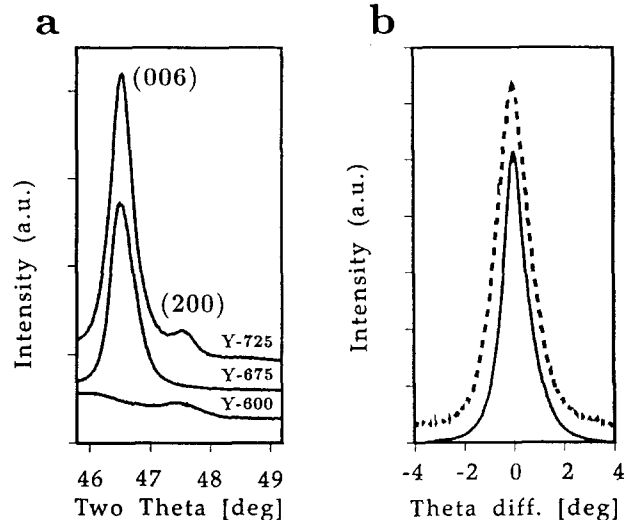 a
b
(006)
(200)
Y-725
Y-675
Y-600
Intensity (a.u.)
46 47 48 49
Two Theta [deg]
Intensity (a.u.)
-4 -2 0 2 4
Theta diff. [deg]